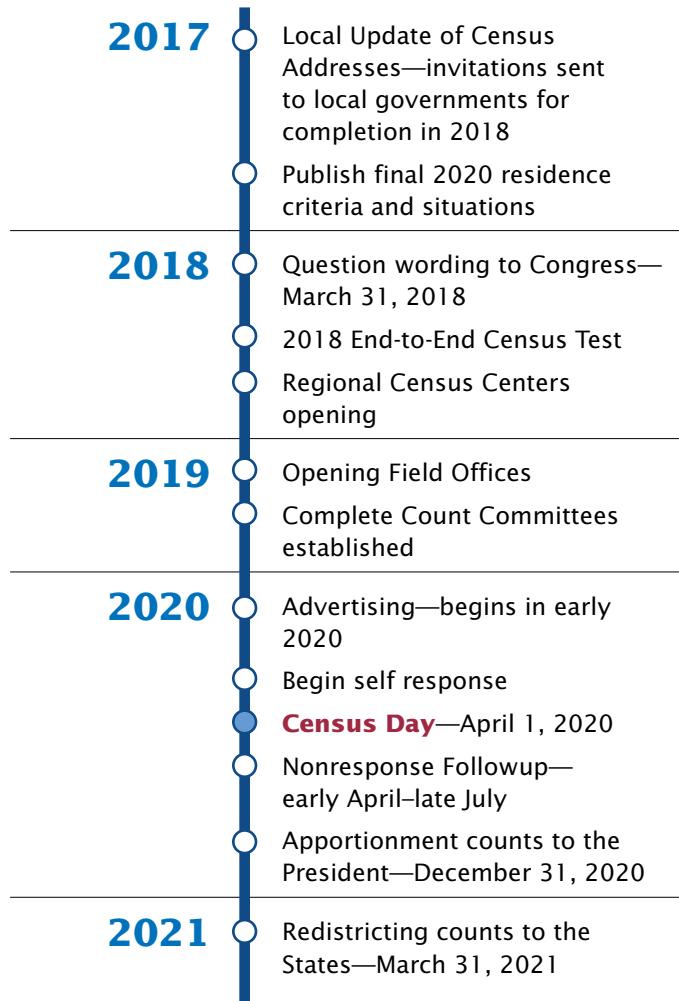 2017
Local Update of Census
Addresses—invitations sent
to local governments for
completion in 2018
Publish final 2020 residence
criteria and situations
2018
Question wording to Congress—
March 31, 2018
2018 End-to-End Census Test
Regional Census Centers
opening
2019
Opening Field Offices
Complete Count Committees
established
2020
Advertising—begins in early
2020
Begin self response
Census Day—April 1, 2020
Nonresponse Followup—
early April–late July
Apportionment counts to the
President—December 31, 2020
2021
Redistricting counts to the
States—March 31, 2021